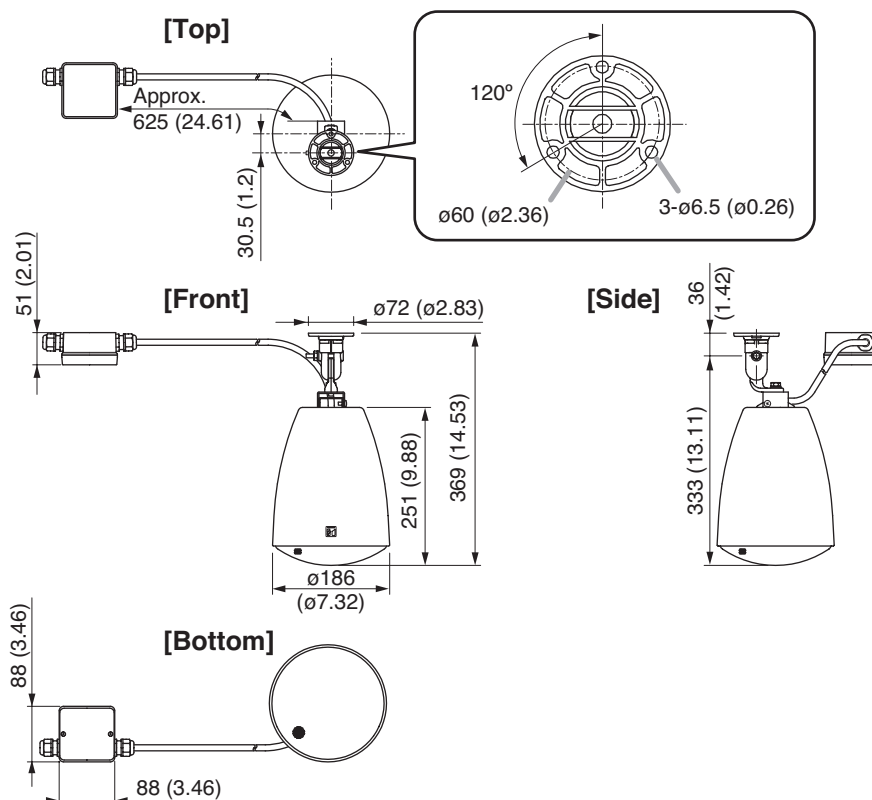 [Top]
Approx.
625 (24.61)
30.5 (1.2)
120º
ø60 (ø2.36)
3-ø6.5 (ø0.26)
51 (2.01)
[Front]
ø72 (ø2.83)
251 (9.88)
369 (14.53)
ø186
(ø7.32)
[Side]
36
(1.42)
333 (13.11)
[Bottom]
88 (3.46)
88 (3.46)